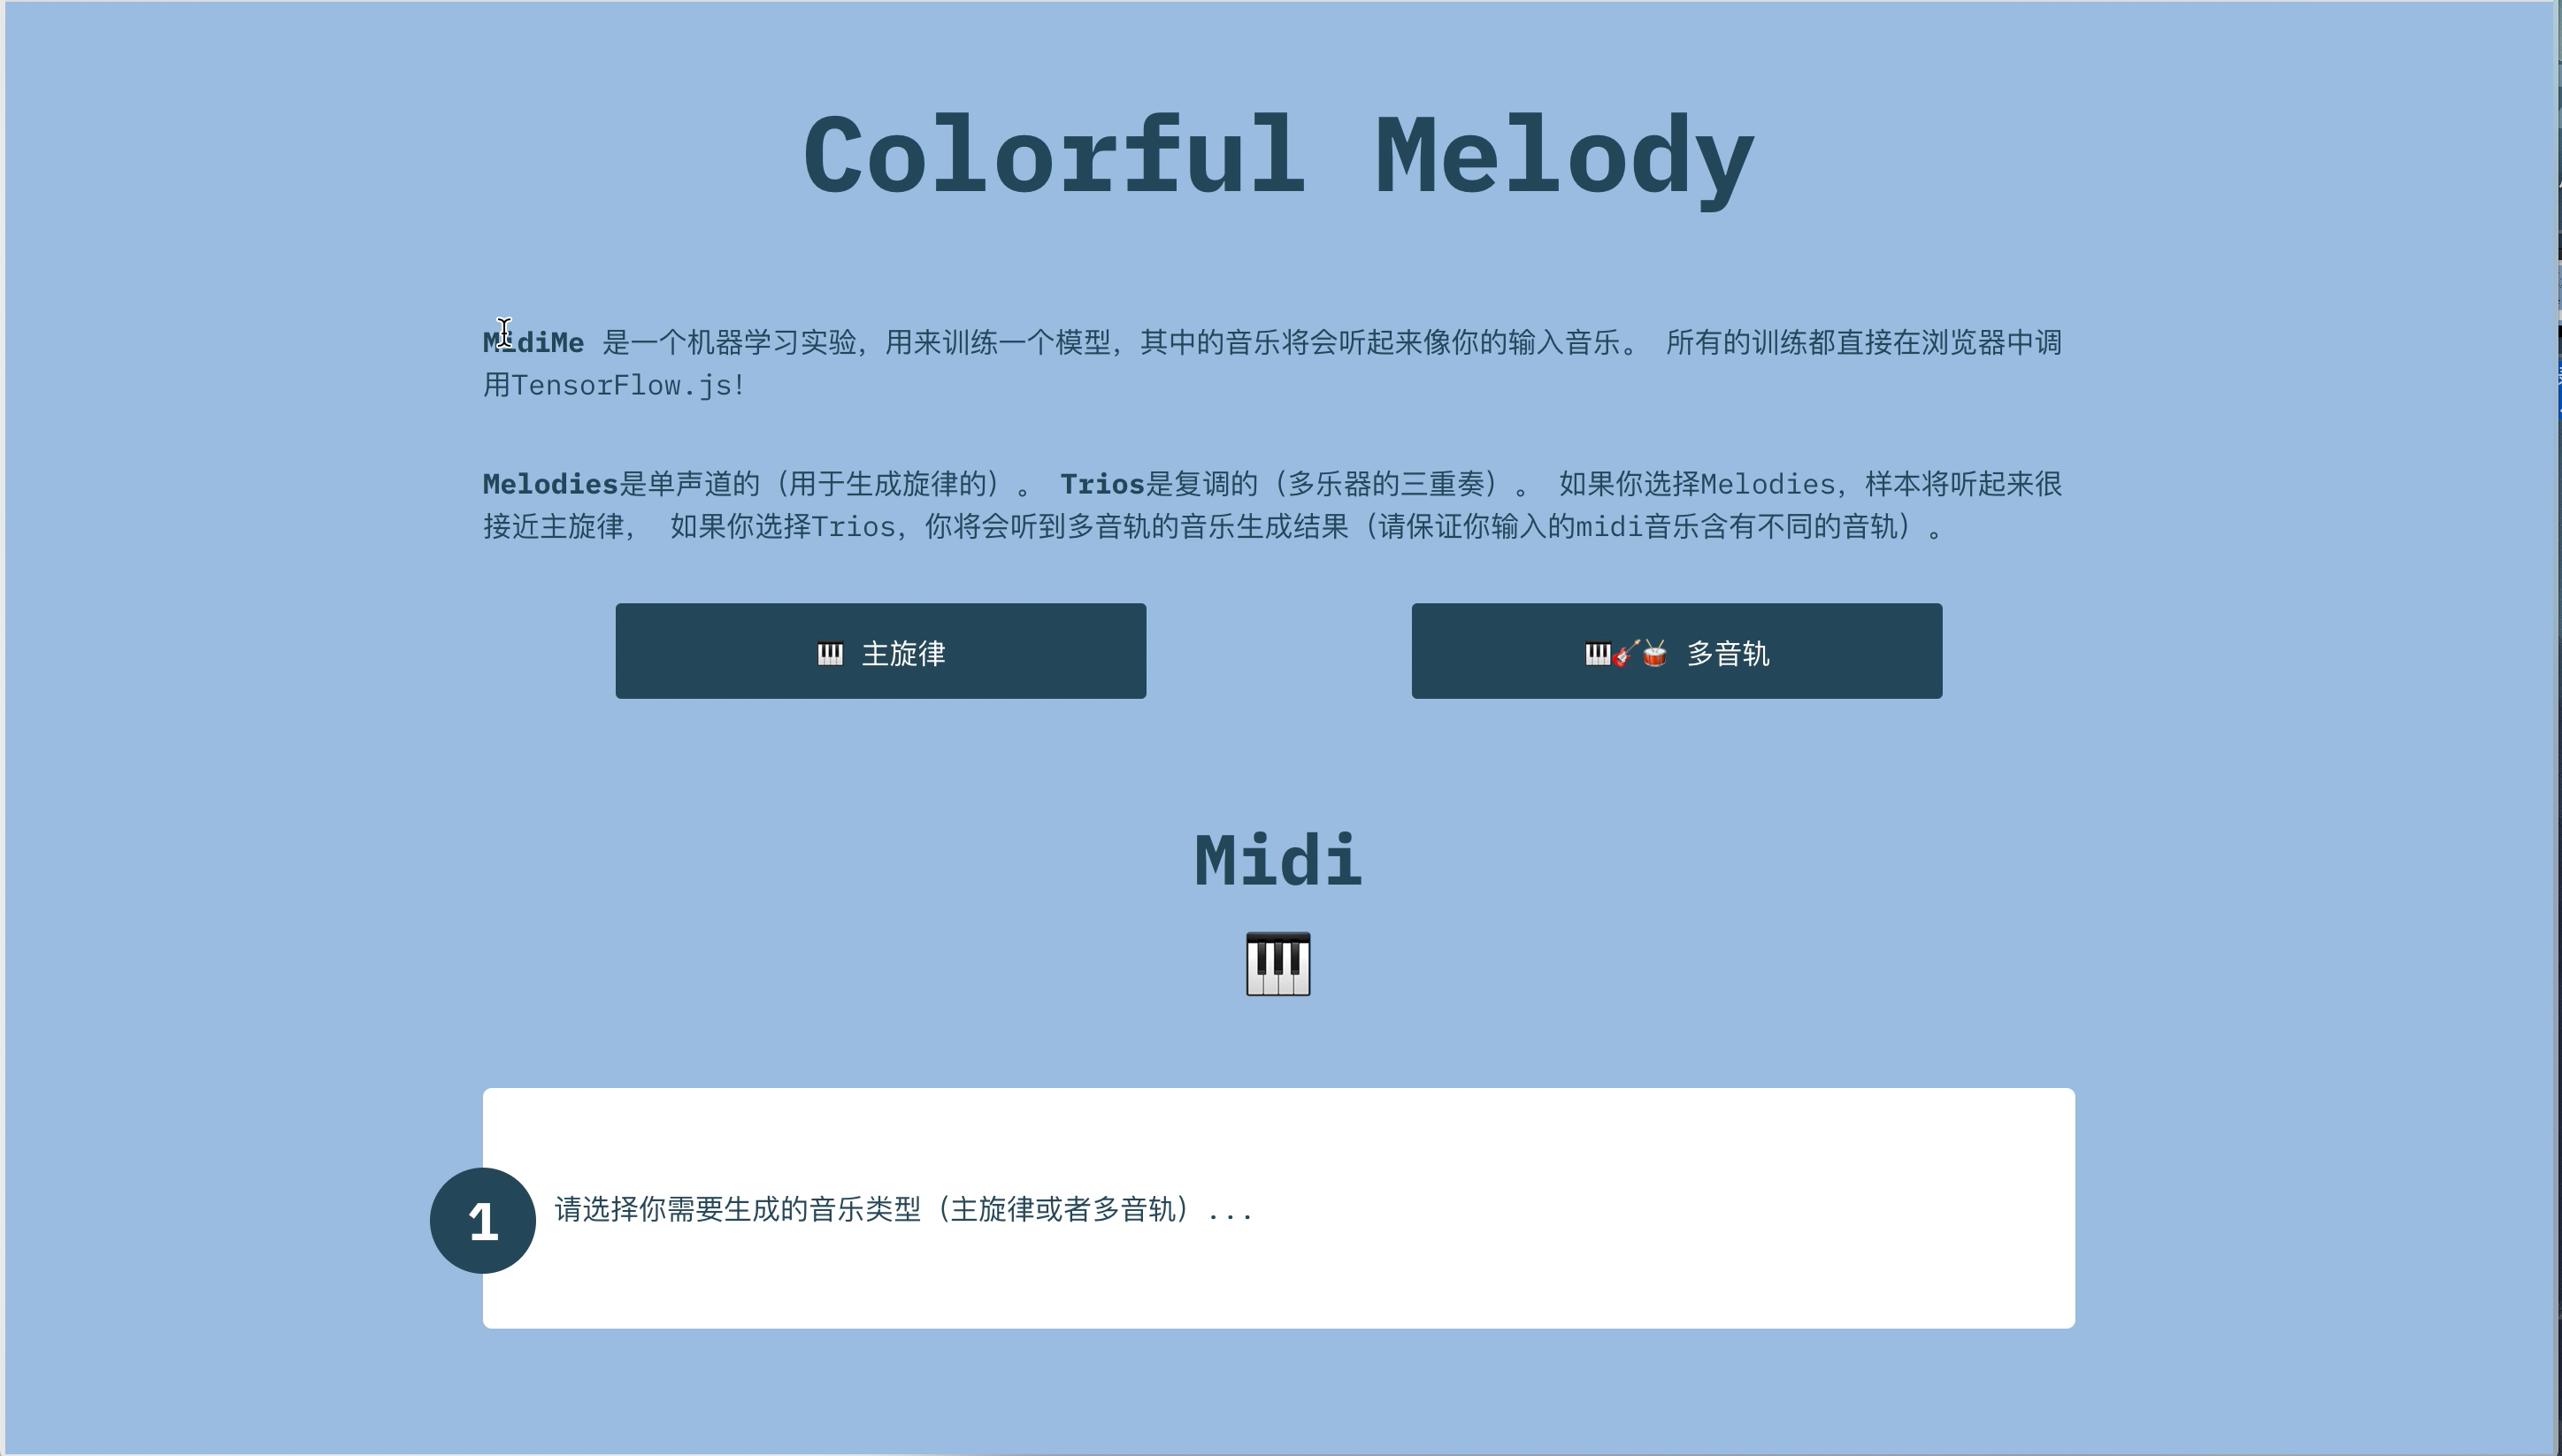 Colorful Melody
MidiMe 是一个机器学习实验，用来训练一个模型，其中的音乐将会听起来像你的输入音乐。 所有的训练都直接在浏览器中调
用TensorFlow.js!
Melodies是单声道的（用于生成旋律的）。 Trios是复调的（多乐器的三重奏）。 如果你选择Melodies，样本将听起来很
接近主旋律， 如果你选择Trios，你将会听到多音轨的音乐生成结果（请保证你输入的midi音乐含有不同的音轨）。
🎹 主旋律
🎹🎸🥁 多音轨
Midi
🎹
1
请选择你需要生成的音乐类型（主旋律或者多音轨）...